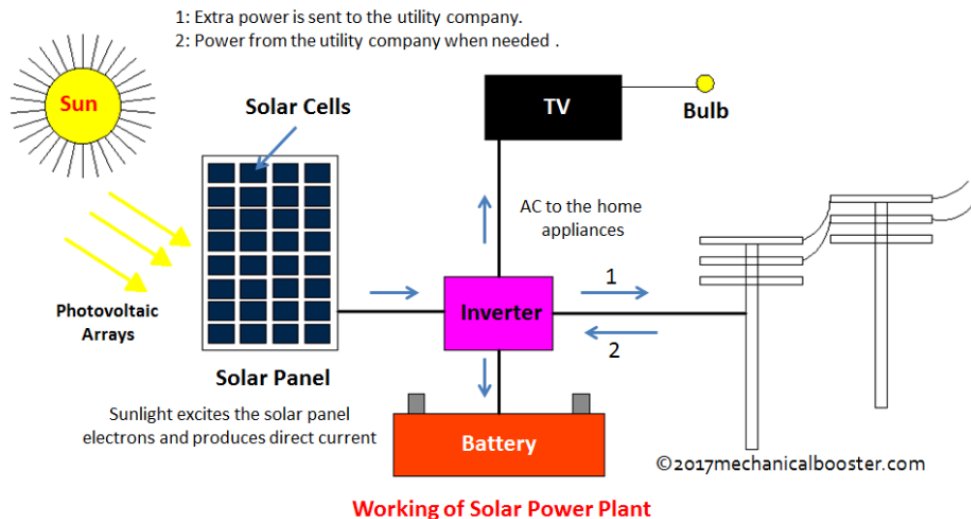 1: Extra power is sent to the utility company.
2: Power from the utility company when needed .
Sun
Solar Cells
TV
Bulb
AC to the home
appliances
Photovoltaic
Arrays
Inverter
1
2
Solar Panel
Sunlight excites the solar panel
electrons and produces direct current
Battery
©2017mechanicalbooster.com
Working of Solar Power Plant